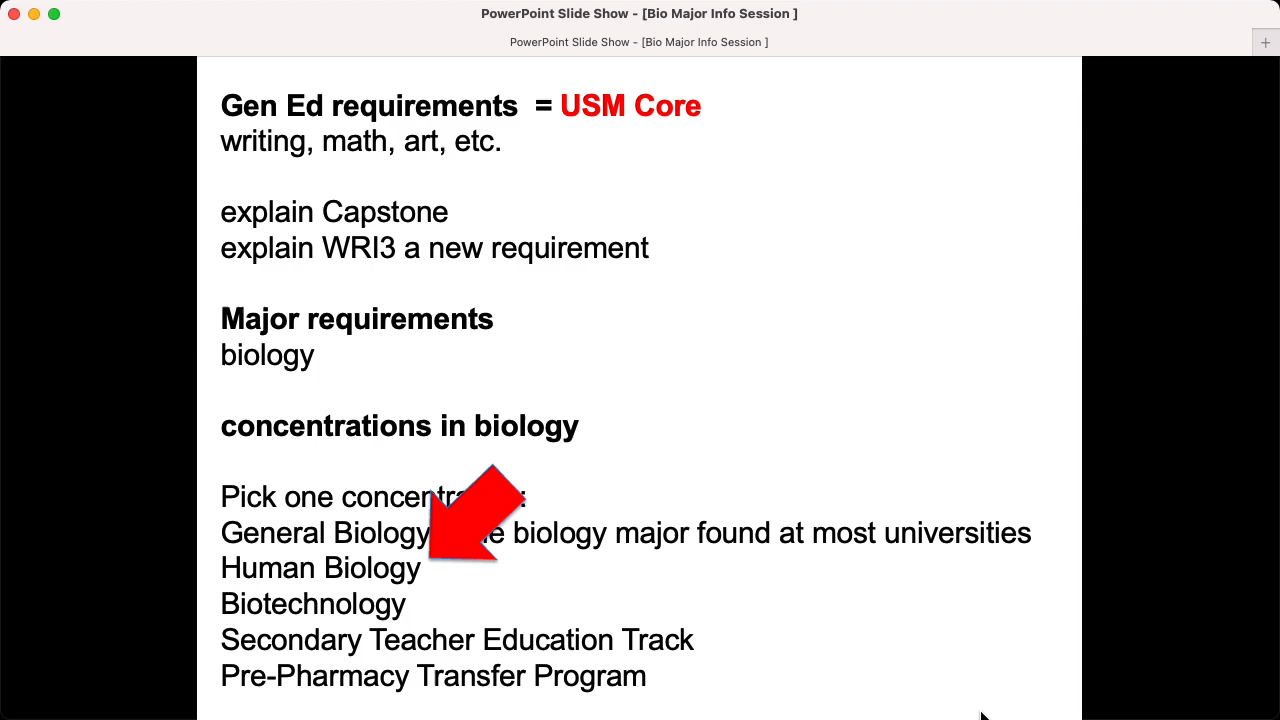 PowerPoint Slide Show - [Bio Major Info Session ]
PowerPoint Slide Show - [Bio Major Info Session ]
Gen Ed requirements = USM Core
writing, math, art, etc.
explain Capstone
explain WRI3 a new requirement
Major requirements
biology
concentrations in biology
Pick one
General Biology biology major found at most universities
Human Biology
Biotechnology
Secondary Teacher Education Track
Pre-Pharmacy Transfer Program